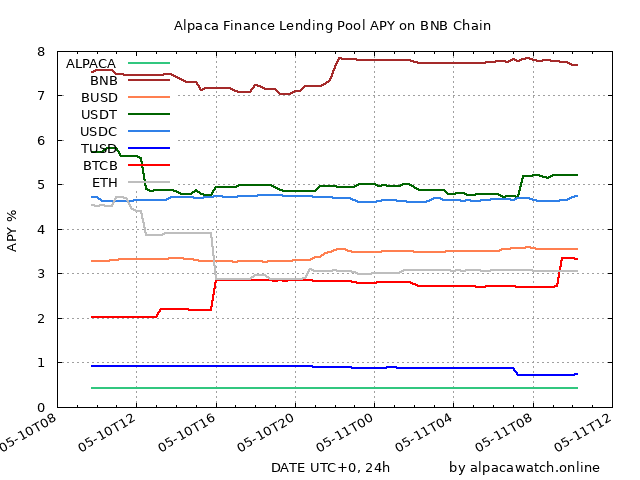 Alpaca Finance Lending Pool APY on BNB Chain
8
7
6
5
4
3
2
1
0
APY %
ALPACA
BNB
BUSD
USDT
USDC
TUSD
BTCB
ETH
05-10T08
05-10T12
05-10T16
05-10T20
05-11T00
05-11T04
05-11T08
05-11T12
DATE UTC+0, 24h
by alpacawatch.online